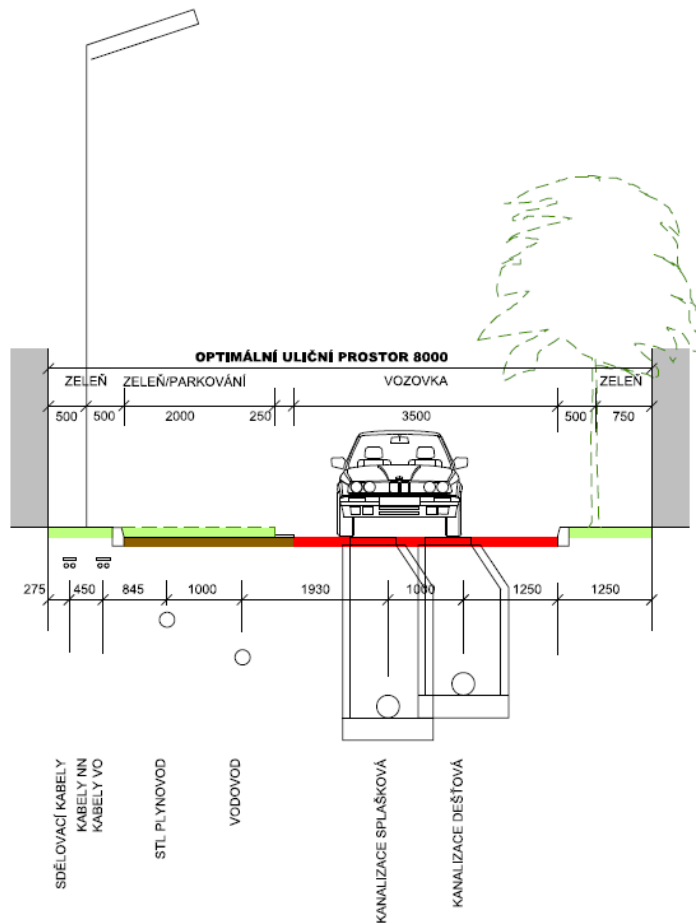 OPTIMÁLNÍ ULIČNÍ PROSTOR 8000
ZELEŇ ZELEŇ/PARKOVÁNÍ VOZOVKA ZELEŇ
500 500 2000 250 3500 500 750
275 450 845 1000 1930 1000 1250 1250
SDĚLOVACÍ KABELY
KABELY NN
KABELY VO
STL PLYNOVOD
VODOVOD
KANALIZACE SPLAŠKOVÁ
KANALIZACE DEŠŤOVÁ